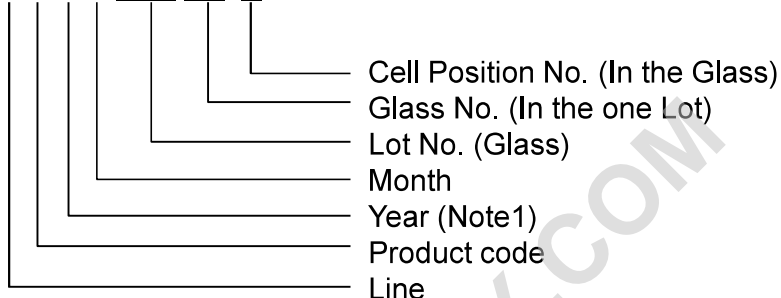 Cell Position No. (In the Glass)
Glass No. (In the one Lot)
Lot No. (Glass)
Month
Year (Note1)
Product code
Line